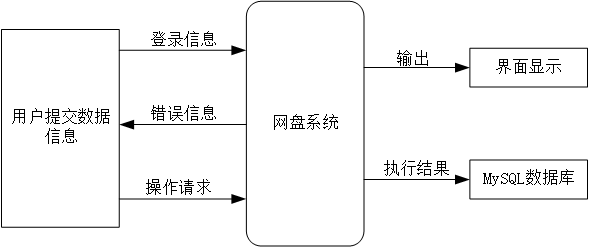 登录信息
用户提交数据
信息
错误信息
操作请求
网盘系统
输出
界面显示
执行结果
MySQL数据库